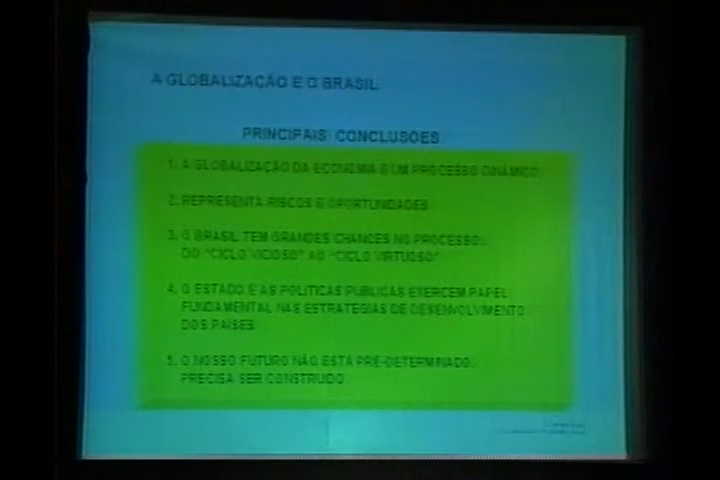 A GLOBALIZAÇÃO E O BRASIL
PRINCIPAIS CONCLUSÕES
1. A GLOBALIZAÇÃO DA ECONOMIA É UM PROCESSO DINÂMICO
2. REPRESENTA RISCOS E OPORTUNIDADES
3. O BRASIL TEM GRANDES CHANCES NO PROCESSO:
DO "CICLO VICIOSO" AO "CICLO VIRTUOSO"
4. O ESTADO E AS POLÍTICAS PÚBLICAS EXERCEM PAPEL
FUNDAMENTAL NAS ESTRATÉGIAS DE DESENVOLVIMENTO
DOS PAÍSES
5. O NOSSO FUTURO NÃO ESTÁ PRÉ-DETERMINADO:
PRECISA SER CONSTRUÍDO